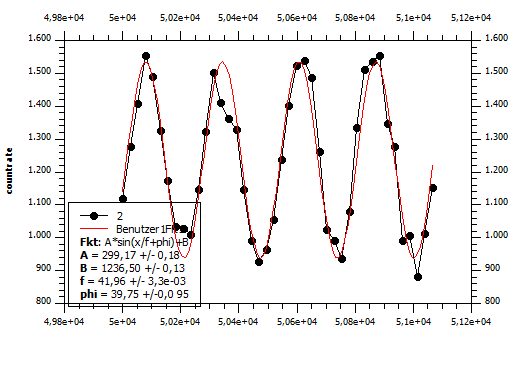 4,98e+04 5e+04 5,02e+04 5,04e+04 5,06e+04 5,08e+04 5,1e+04 5,12e+04
1.600 1.600
1.500 1.500
1.400 1.400
1.300 1.300
1.200 1.200
1.100 1.100
1.000 1.000
900 900
800 800
countrate
2
Benutzer1Fit
Fkt: A*sin(x/f+phi)+B
A = 299,17 +/- 0,18
B = 1236,50 +/- 0,13
f = 41,96 +/- 3,3e-03
phi = 39,75 +/-0,095
4,98e+04 5e+04 5,02e+04 5,04e+04 5,06e+04 5,08e+04 5,1e+04 5,12e+04